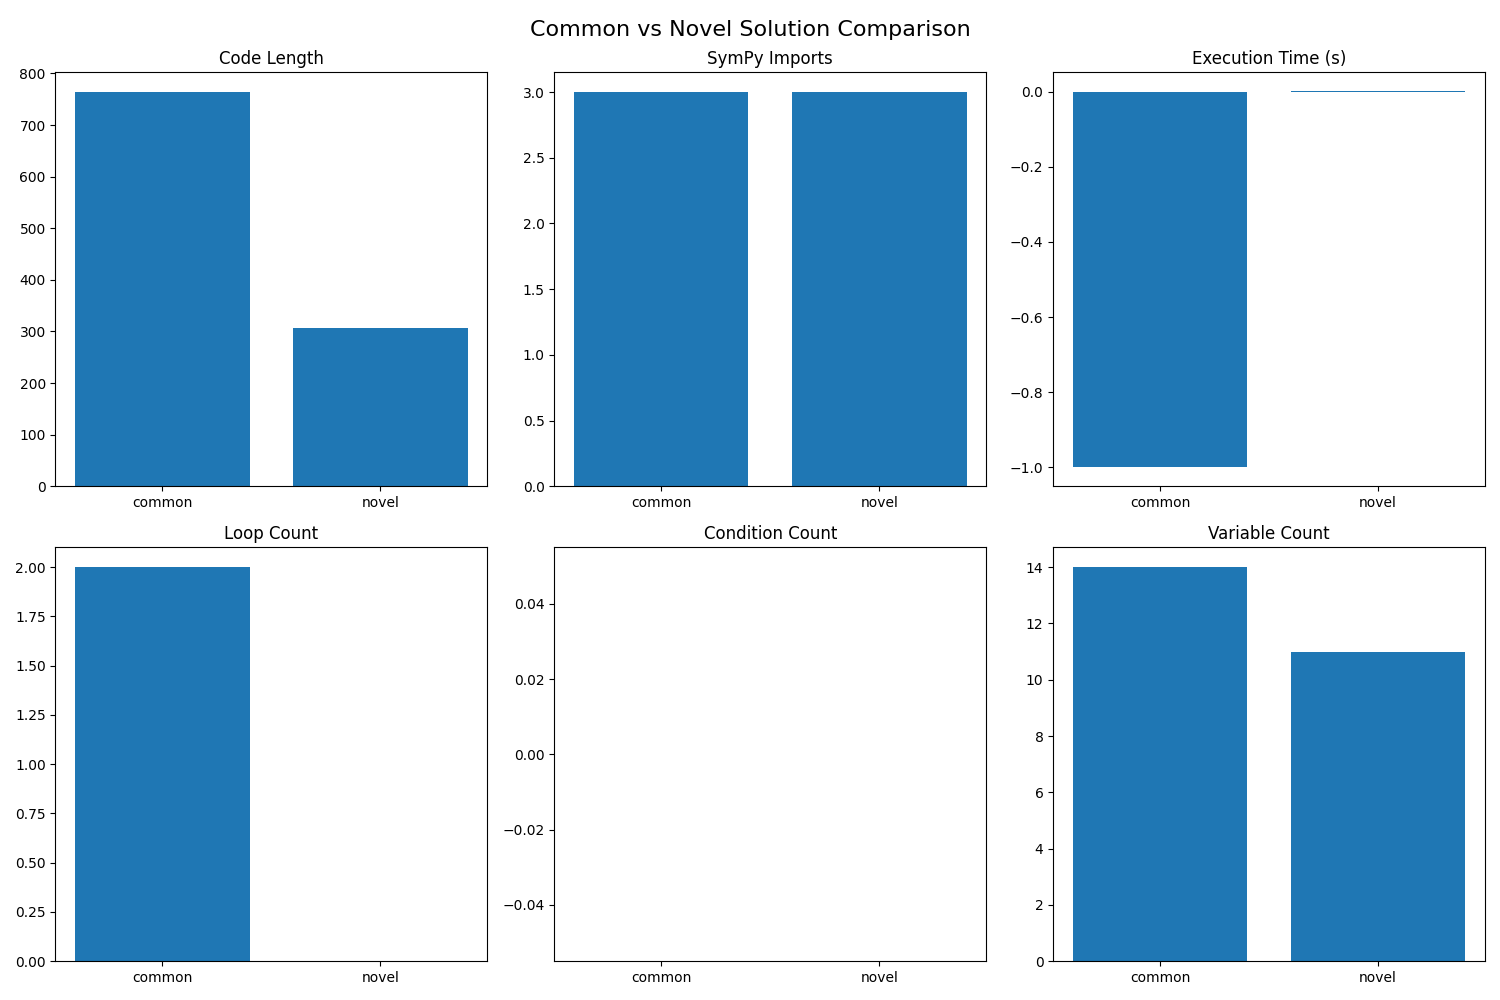 Common vs Novel Solution Comparison
Code Length
SymPy Imports
Execution Time (s)
800
700
600
500
400
300
200
100
0
common
novel
3.0
2.5
2.0
1.5
1.0
0.5
0.0
common
novel
0.0
−0.2
−0.4
−0.6
−0.8
−1.0
common
novel
Loop Count
Condition Count
Variable Count
2.00
1.75
1.50
1.25
1.00
0.75
0.50
0.25
0.00
common
novel
0.04
0.02
0.00
−0.02
−0.04
common
novel
14
12
10
8
6
4
2
0
common
novel